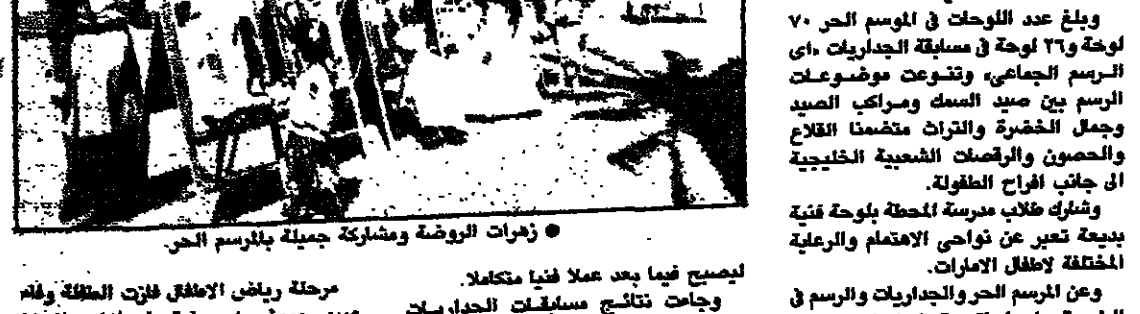 وبلغ عدد اللوحات في الموسم الحر ٧٠
لوحة و٢٦ لوحة في مسابقة الجداريات «اى
الرسم الجماعى» وتنوعت موضوعات
الرسم بين صيد السمك ومراكب الصيد
وجمال الخضرة والتراث متضمنا القلاع
والحصون والرقصات الشعبية الخليجية
الى جانب افراح الطفولة.
وشارك طلاب مدرسة المحطة بلوحة فنية
بديعة تعبر عن نواحى الاهتمام والرعاية
المختلفة لاطفال الامارات.
وعن المرسم الحر والجداريات والرسم في
● زهرات الروضة ومشاركة جميلة بالمرسم الحر.
ليصبح فيما بعد عملا فنيا متكاملا.
وجاءت نتائج مسابقات الجداريات
مرحلة رياض الاطفال فازت الطفلة